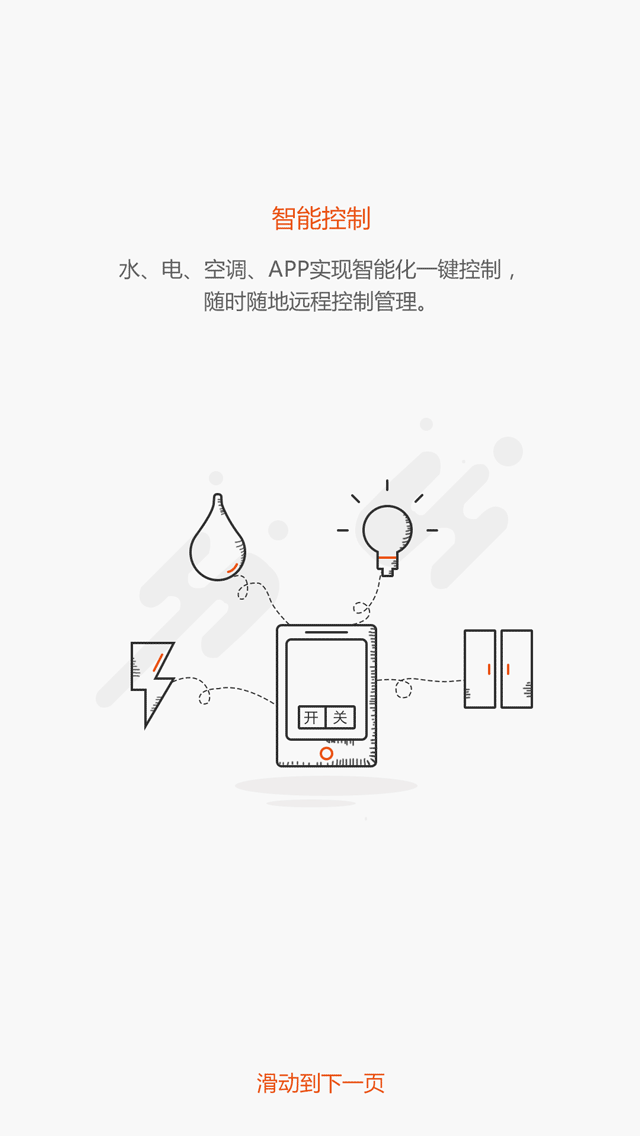 智能控制
水、电、空调、APP实现智能化一键控制，
随时随地远程控制管理。
开 关
滑动到下一页